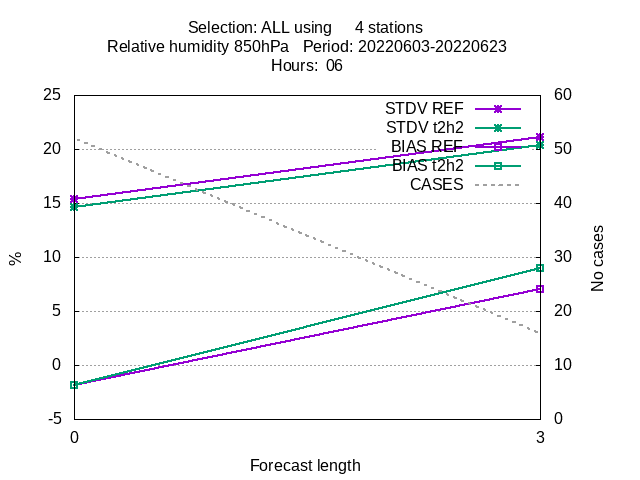 Selection: ALL using     4 stations
Relative humidity 850hPa   Period: 20220603-20220623
Hours:  06
25
20
15
10
5
0
-5
60
50
40
30
20
10
0
STDV REF
STDV t2h2
BIAS REF
BIAS t2h2
CASES
%
No cases
0
3
Forecast length